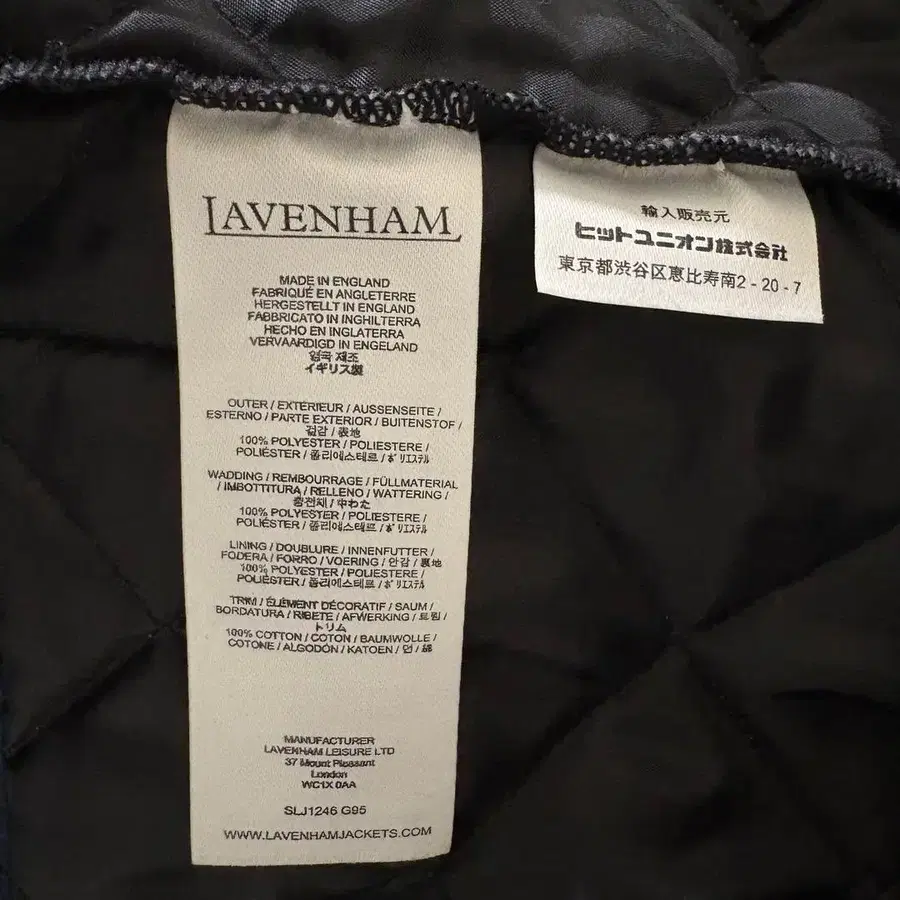 LAVENHAM
MADE IN ENGLAND
FABRIQUÉ EN ANGLETERRE
HERGESTELLT IN ENGLAND
FABBRICATO IN INGHILTERRA
HECHO EN INGLATERRA
VERVAARDIGD IN ENGELAND
영국 제조
イギリス製
OUTER / EXTÉRIEUR / AUSSENSEITE /
ESTERNO / PARTE EXTERIOR / BUITENSTOF /
겉감 / 表地
100% POLYESTER / POLIESTERE /
POLIÉSTER / 폴리에스테르 / ﾎﾟﾘｴｽﾃﾙ
WADDING / REMBOURRAGE / FÜLLMATERIAL
/ IMBOTTITURA / RELLENO / WATTERING /
충전재 / 中わた
100% POLYESTER / POLIESTERE /
POLIÉSTER / 폴리에스테르 / ﾎﾟﾘｴｽﾃﾙ
LINING / DOUBLURE / INNENFUTTER /
FODERA / FORRO / VOERING / 안감 / 裏地
100% POLYESTER / POLIESTERE /
POLIÉSTER / 폴리에스테르 / ﾎﾟﾘｴｽﾃﾙ
TRIM / ÉLÉMENT DÉCORATIF / SAUM /
BORDATURA / RIBETE / AFWERKING / 트림 /
トリム
100% COTTON / COTON / BAUMWOLLE /
COTONE / ALGODÓN / KATOEN / 면 / 綿
MANUFACTURER
LAVENHAM LEISURE LTD
37 Mount Pleasant
London
WC1X 0AA
SLJ1246 G95
WWW.LAVENHAMJACKETS.COM
輸入販売元
ヒットユニオン株式会社
東京都渋谷区恵比寿南2-20-7